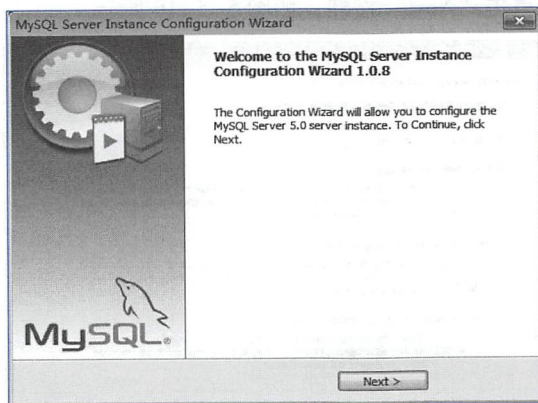 MySQL Server Instance Configuration Wizard
Welcome to the MySQL Server Instance
Configuration Wizard 1.0.8
The Configuration Wizard will allow you to configure the
MySQL Server 5.0 server instance. To Continue, click
Next.
MySQL®
Next >